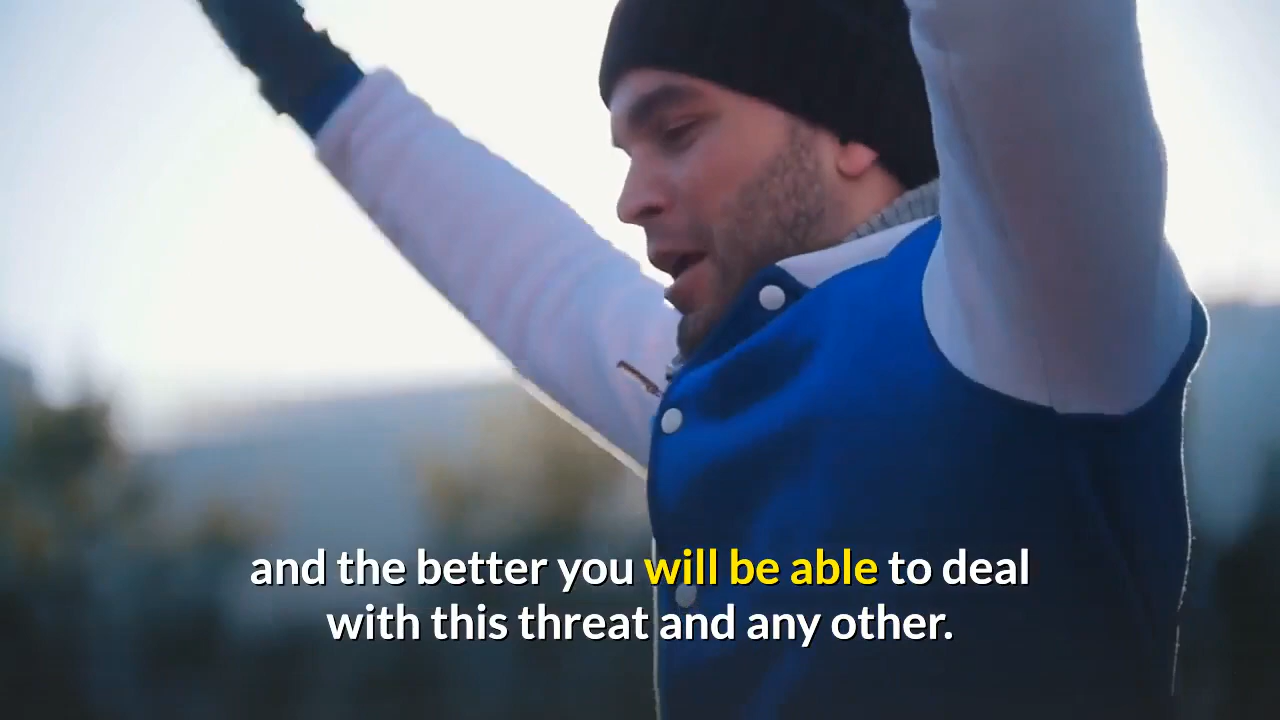 and the better you will be able to deal
with this threat and any other.